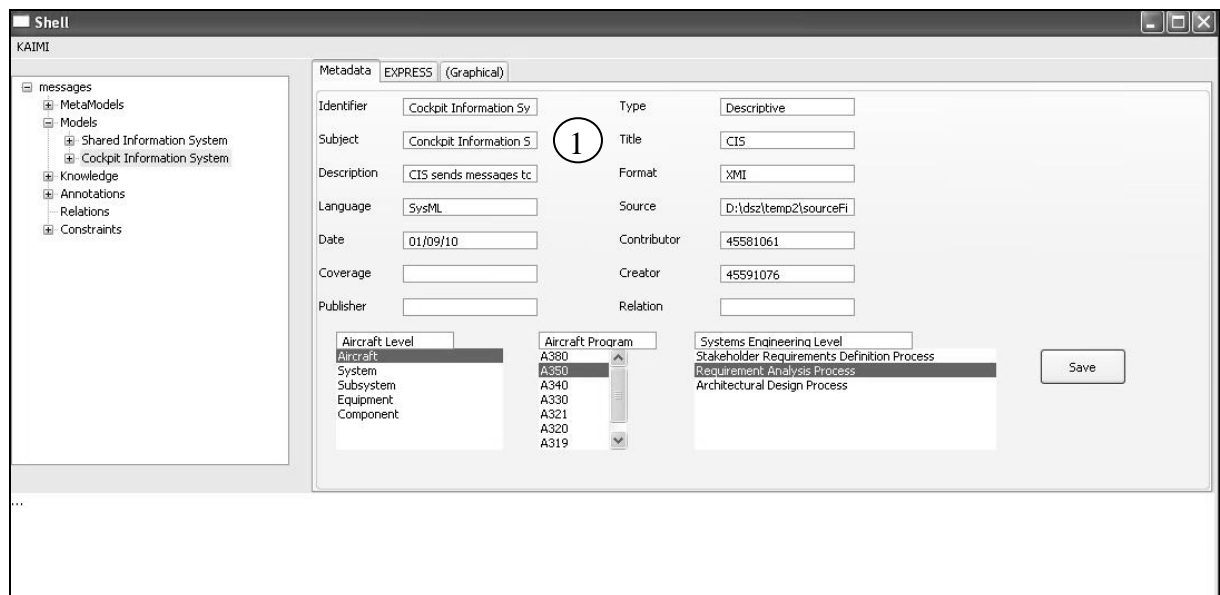 Shell
KAIMI
messages
MetaModels
Models
Shared Information System
Cockpit Information System
Knowledge
Annotations
Relations
Constraints
Metadata EXPRESS (Graphical)
Identifier Cockpit Information Sy Type Descriptive
Subject Conckpit Information S 1 Title CIS
Description CIS sends messages to Format XMI
Language SysML Source D:\dsz\temp2\sourceFi
Date 01/09/10 Contributor 45581061
Coverage Creator 45591076
Publisher Relation
Aircraft Level Aircraft Program Systems Engineering Level
Aircraft A380 Stakeholder Requirements Definition Process
System A350 Requirement Analysis Process
Subsystem A340 Architectural Design Process
Equipment A330
Component A321
A320
A319
Save
...